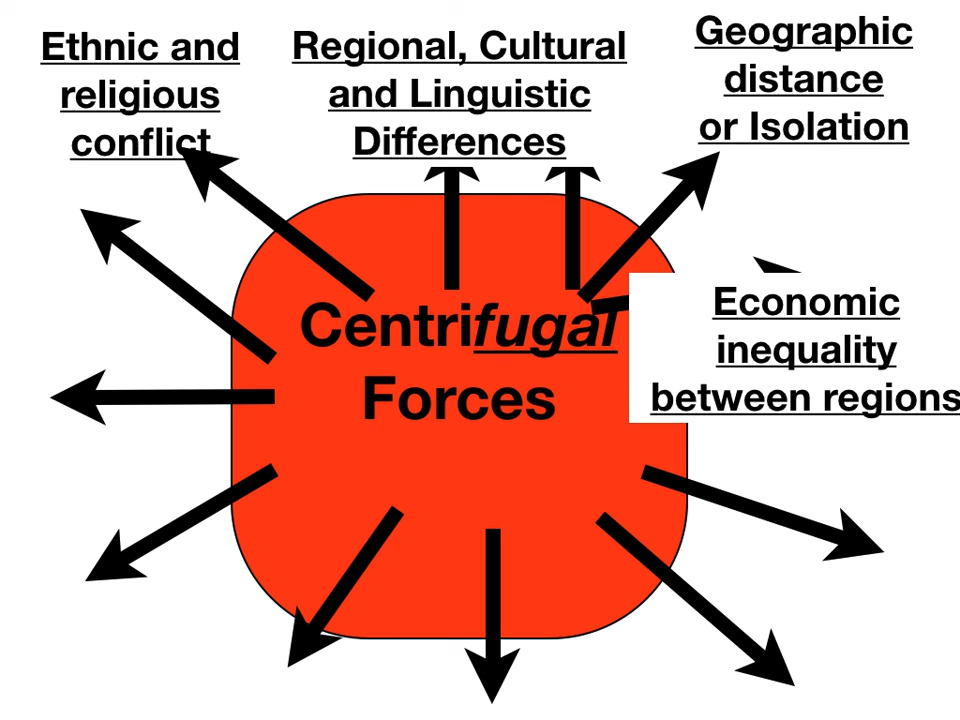 Ethnic and
religious
conflict
Regional, Cultural
and Linguistic
Differences
Geographic
distance
or Isolation
Centrifugal
Forces
Economic
inequality
between regions